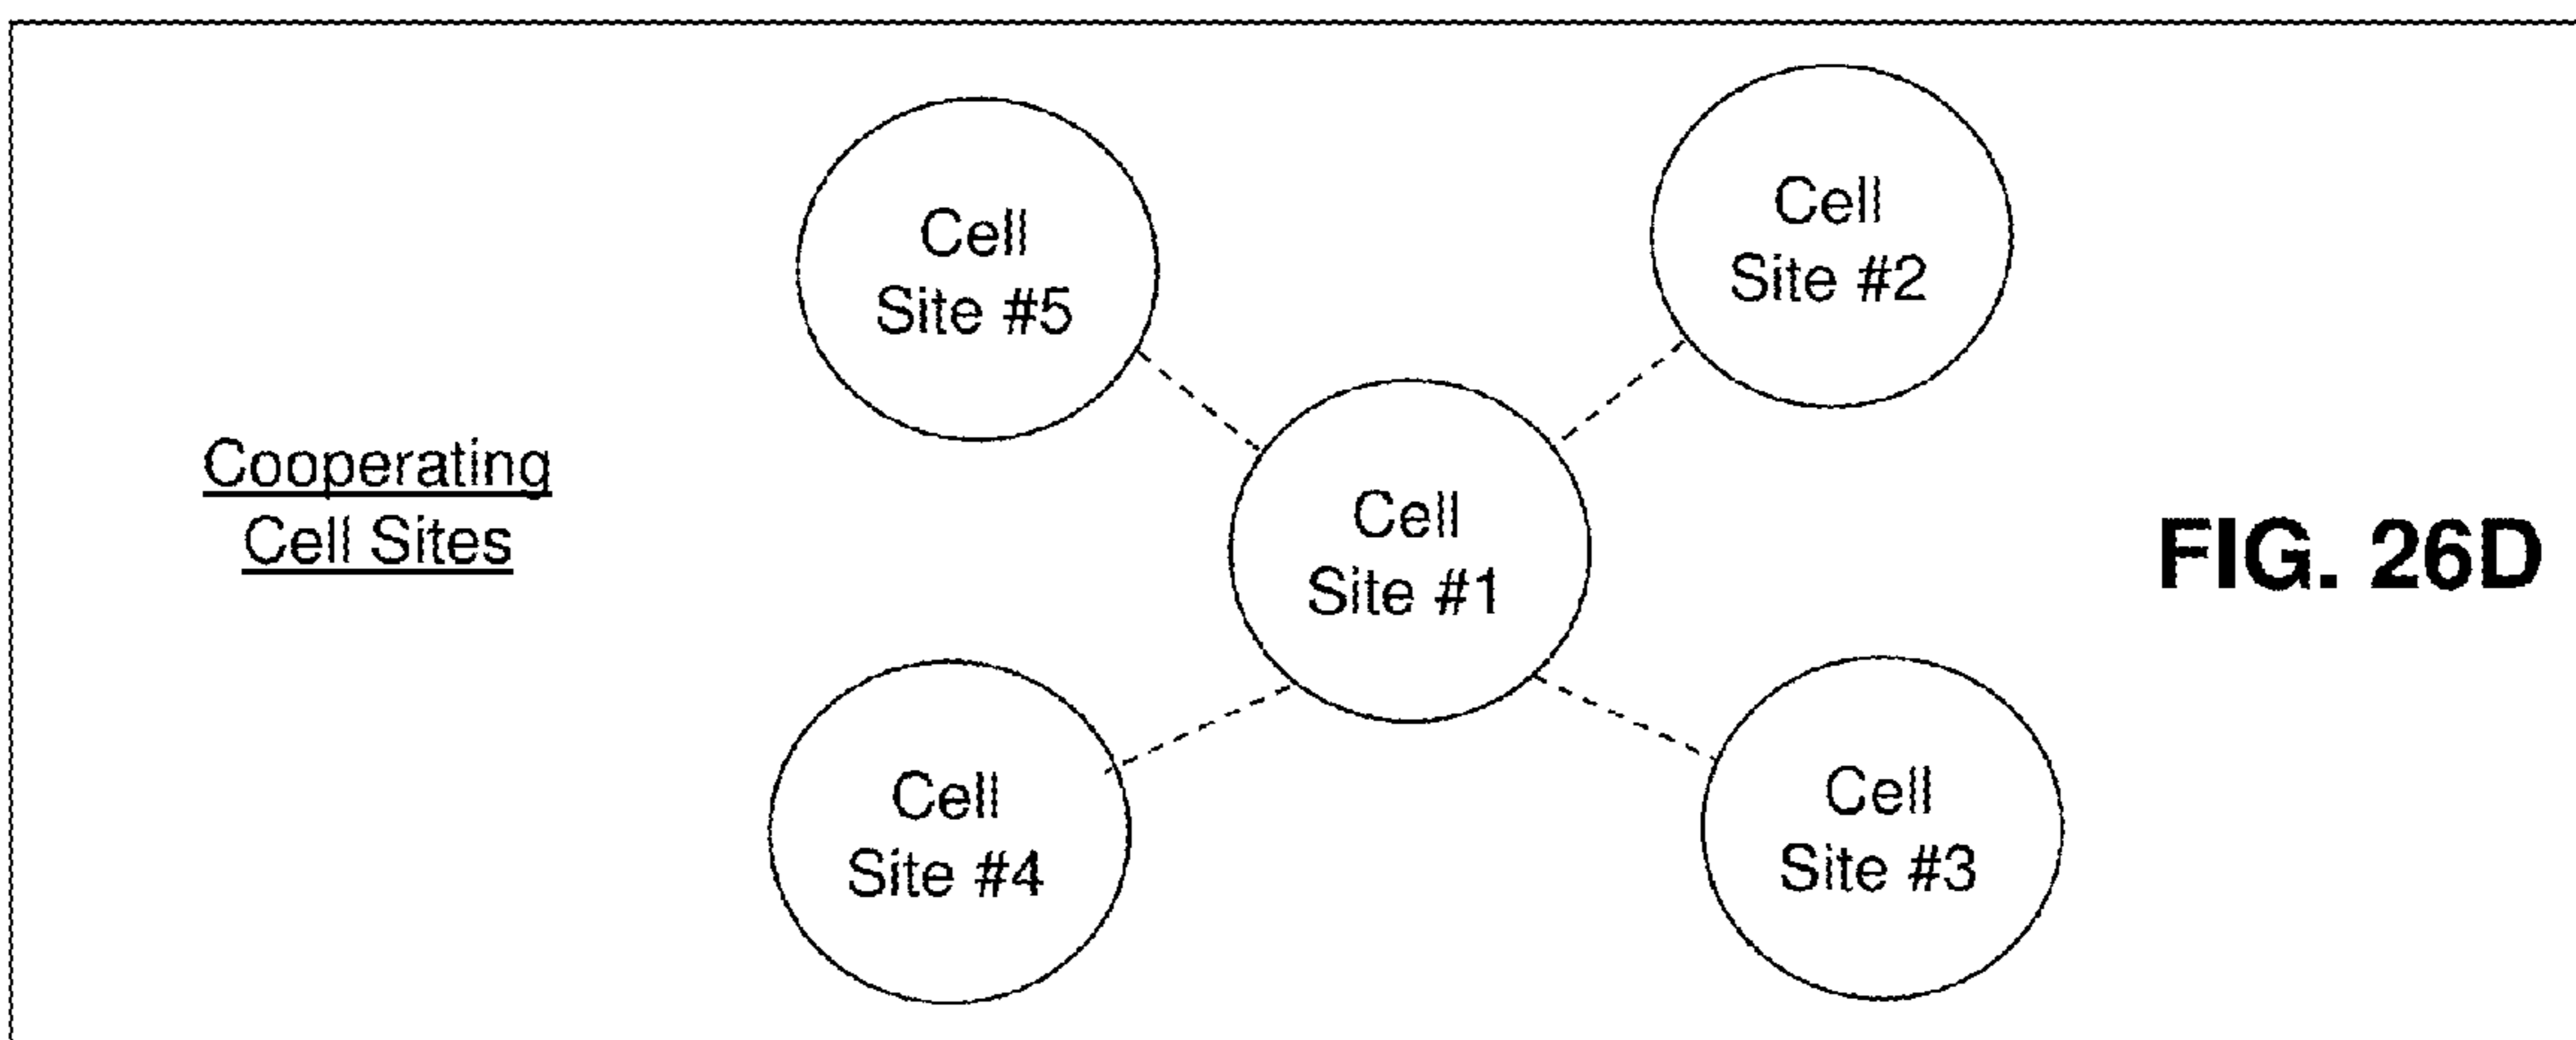 Cooperating
Cell Sites
Cell
Site #5
Cell
Site #2
Cell
Site #1
Cell
Site #4
Cell
Site #3
FIG. 26D